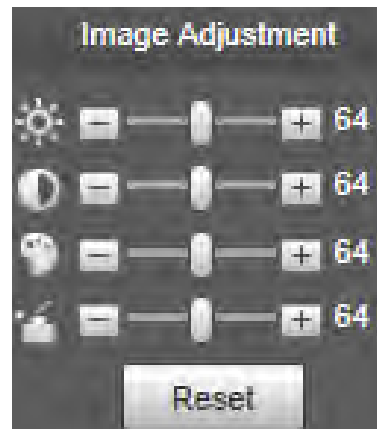 Image Adjustment
− + 64
− + 64
− + 64
− + 64
Reset